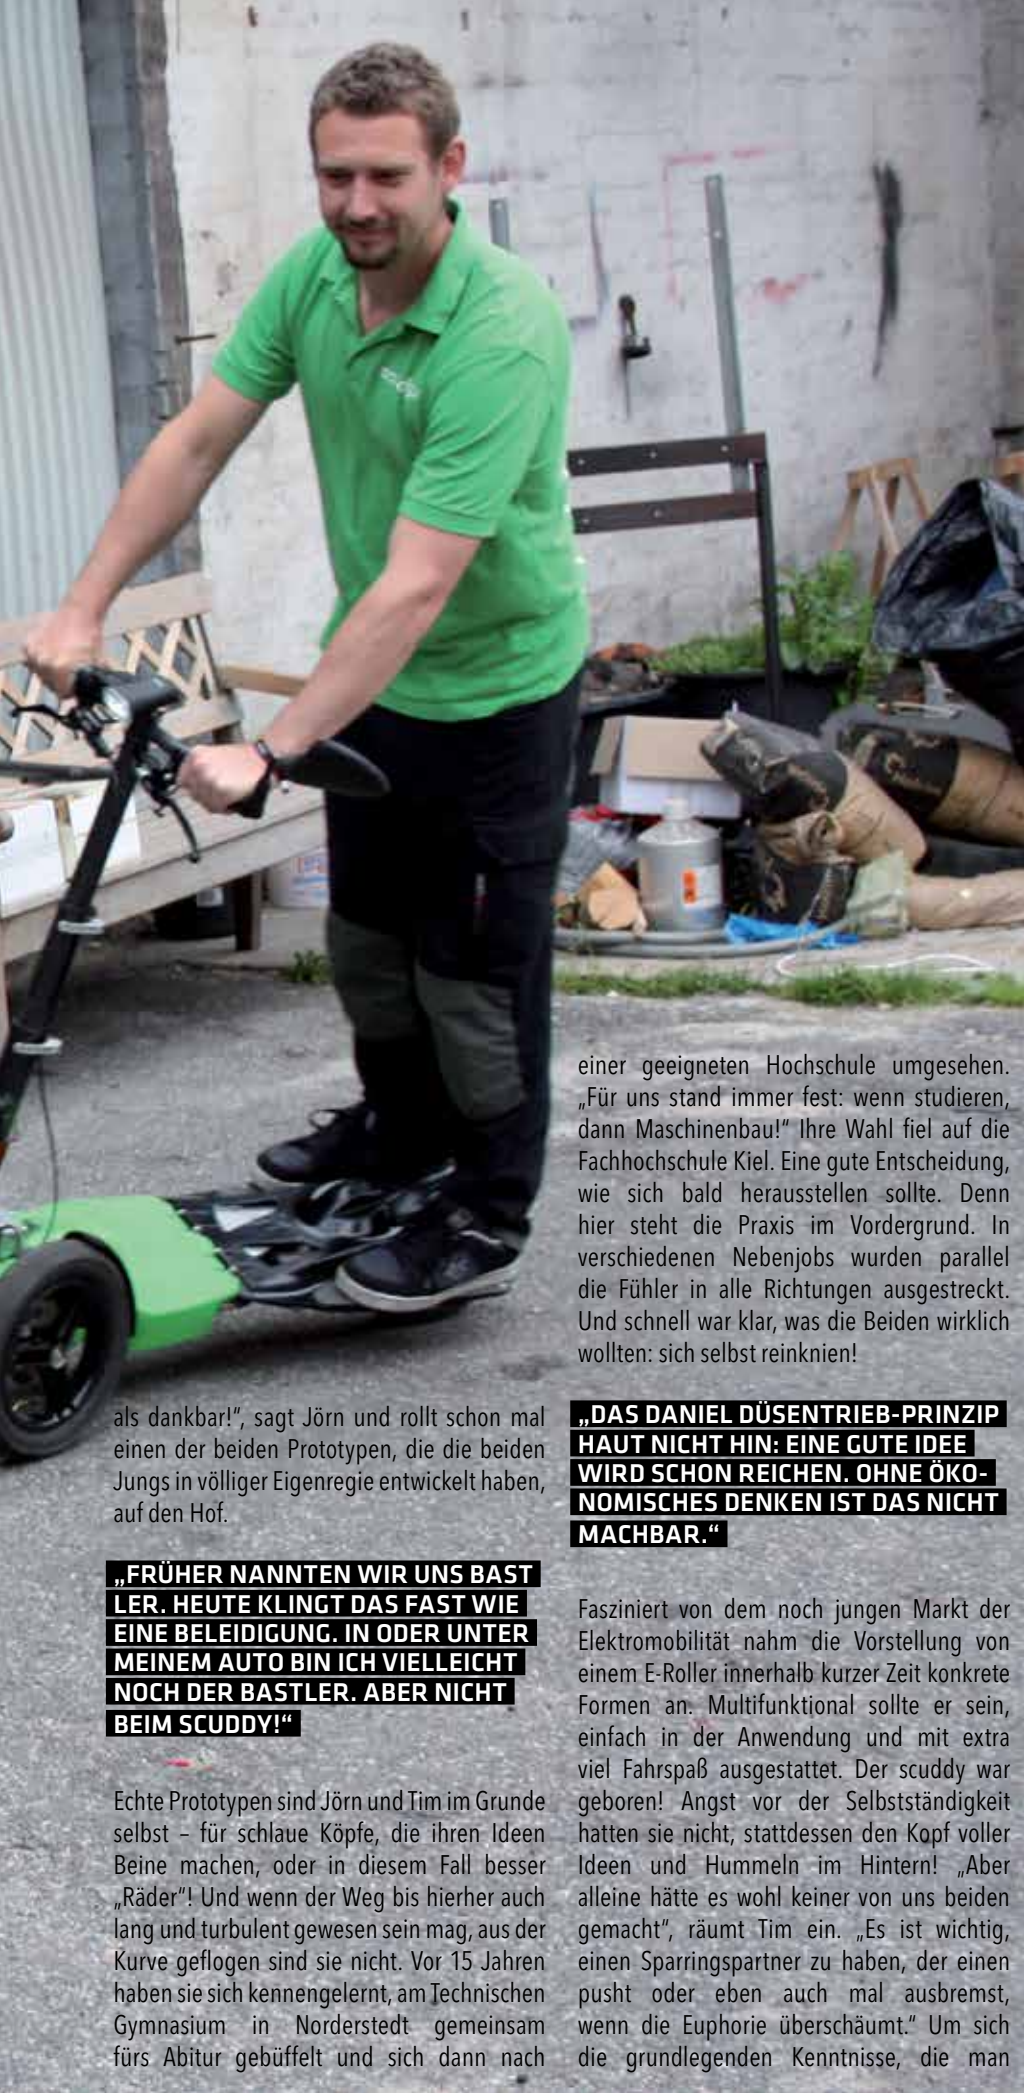 als dankbar!“, sagt Jörn und rollt schon mal
einen der beiden Prototypen, die die beiden
Jungs in völliger Eigenregie entwickelt haben,
auf den Hof.
„FRÜHER NANNTEN WIR UNS BAST
LER. HEUTE KLINGT DAS FAST WIE
EINE BELEIDIGUNG. IN ODER UNTER
MEINEM AUTO BIN ICH VIELLEICHT
NOCH DER BASTLER. ABER NICHT
BEIM SCUDDY!“
Echte Prototypen sind Jörn und Tim im Grunde
selbst – für schlaue Köpfe, die ihren Ideen
Beine machen, oder in diesem Fall besser
„Räder“! Und wenn der Weg bis hierher auch
lang und turbulent gewesen sein mag, aus der
Kurve geflogen sind sie nicht. Vor 15 Jahren
haben sie sich kennengelernt, am Technischen
Gymnasium in Norderstedt gemeinsam
fürs Abitur gebüffelt und sich dann nach
einer geeigneten Hochschule umgesehen.
„Für uns stand immer fest: wenn studieren,
dann Maschinenbau!“ Ihre Wahl fiel auf die
Fachhochschule Kiel. Eine gute Entscheidung,
wie sich bald herausstellen sollte. Denn
hier steht die Praxis im Vordergrund. In
verschiedenen Nebenjobs wurden parallel
die Fühler in alle Richtungen ausgestreckt.
Und schnell war klar, was die Beiden wirklich
wollten: sich selbst reinknien!
„DAS DANIEL DÜSENTRIEB-PRINZIP
HAUT NICHT HIN: EINE GUTE IDEE
WIRD SCHON REICHEN. OHNE ÖKO-
NOMISCHES DENKEN IST DAS NICHT
MACHBAR.“
Fasziniert von dem noch jungen Markt der
Elektromobilität nahm die Vorstellung von
einem E-Roller innerhalb kurzer Zeit konkrete
Formen an. Multifunktional sollte er sein,
einfach in der Anwendung und mit extra
viel Fahrspaß ausgestattet. Der scuddy war
geboren! Angst vor der Selbstständigkeit
hatten sie nicht, stattdessen den Kopf voller
Ideen und Hummeln im Hintern! „Aber
alleine hätte es wohl keiner von uns beiden
gemacht“, räumt Tim ein. „Es ist wichtig,
einen Sparringspartner zu haben, der einen
pusht oder eben auch mal ausbremst,
wenn die Euphorie überschäumt.“ Um sich
die grundlegenden Kenntnisse, die man